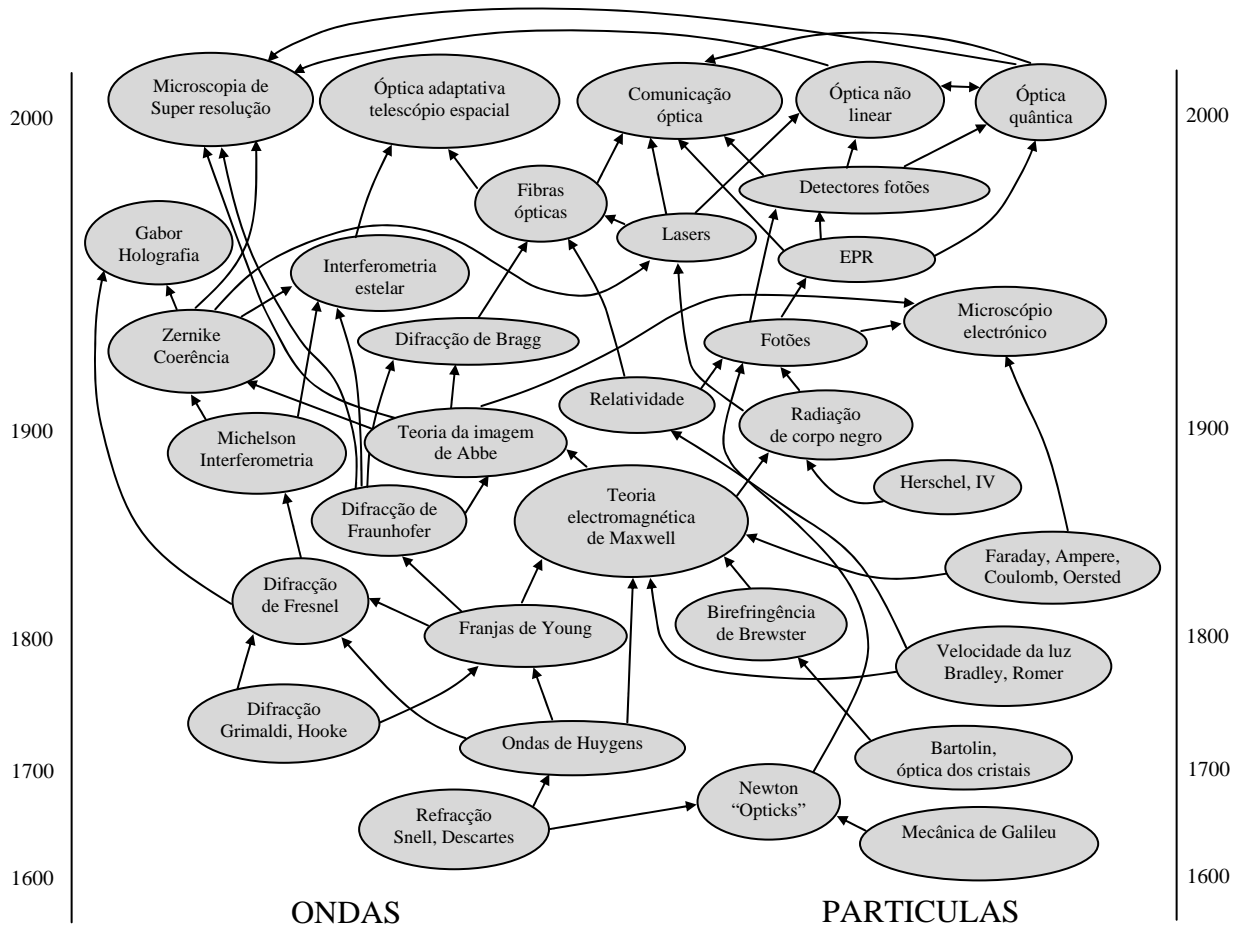 Microscopia de
Super resolução
Óptica adaptativa
telescópio espacial
Comunicação
óptica
Óptica não
linear
Óptica
quântica
2000
2000
Detectores fotões
Fibras
ópticas
Gabor
Holografia
Lasers
EPR
Interferometria
estelar
Microscópio
electrónico
Zernike
Coerência
Difracção de Bragg
Fotões
Relatividade
Radiação
de corpo negro
1900
1900
Michelson
Interferometria
Teoria da imagem
de Abbe
Herschel, IV
Teoria
electromagnética
de Maxwell
Difracção de
Fraunhofer
Faraday, Ampere,
Coulomb, Oersted
Difracção
de Fresnel
Franjas de Young
Birefringência
de Brewster
1800
1800
Velocidade da luz
Bradley, Romer
Difracção
Grimaldi, Hooke
Ondas de Huygens
Bartolin,
óptica dos cristais
1700
1700
Newton
“Opticks”
Refracção
Snell, Descartes
Mecânica de Galileu
1600
1600
ONDAS
PARTICULAS